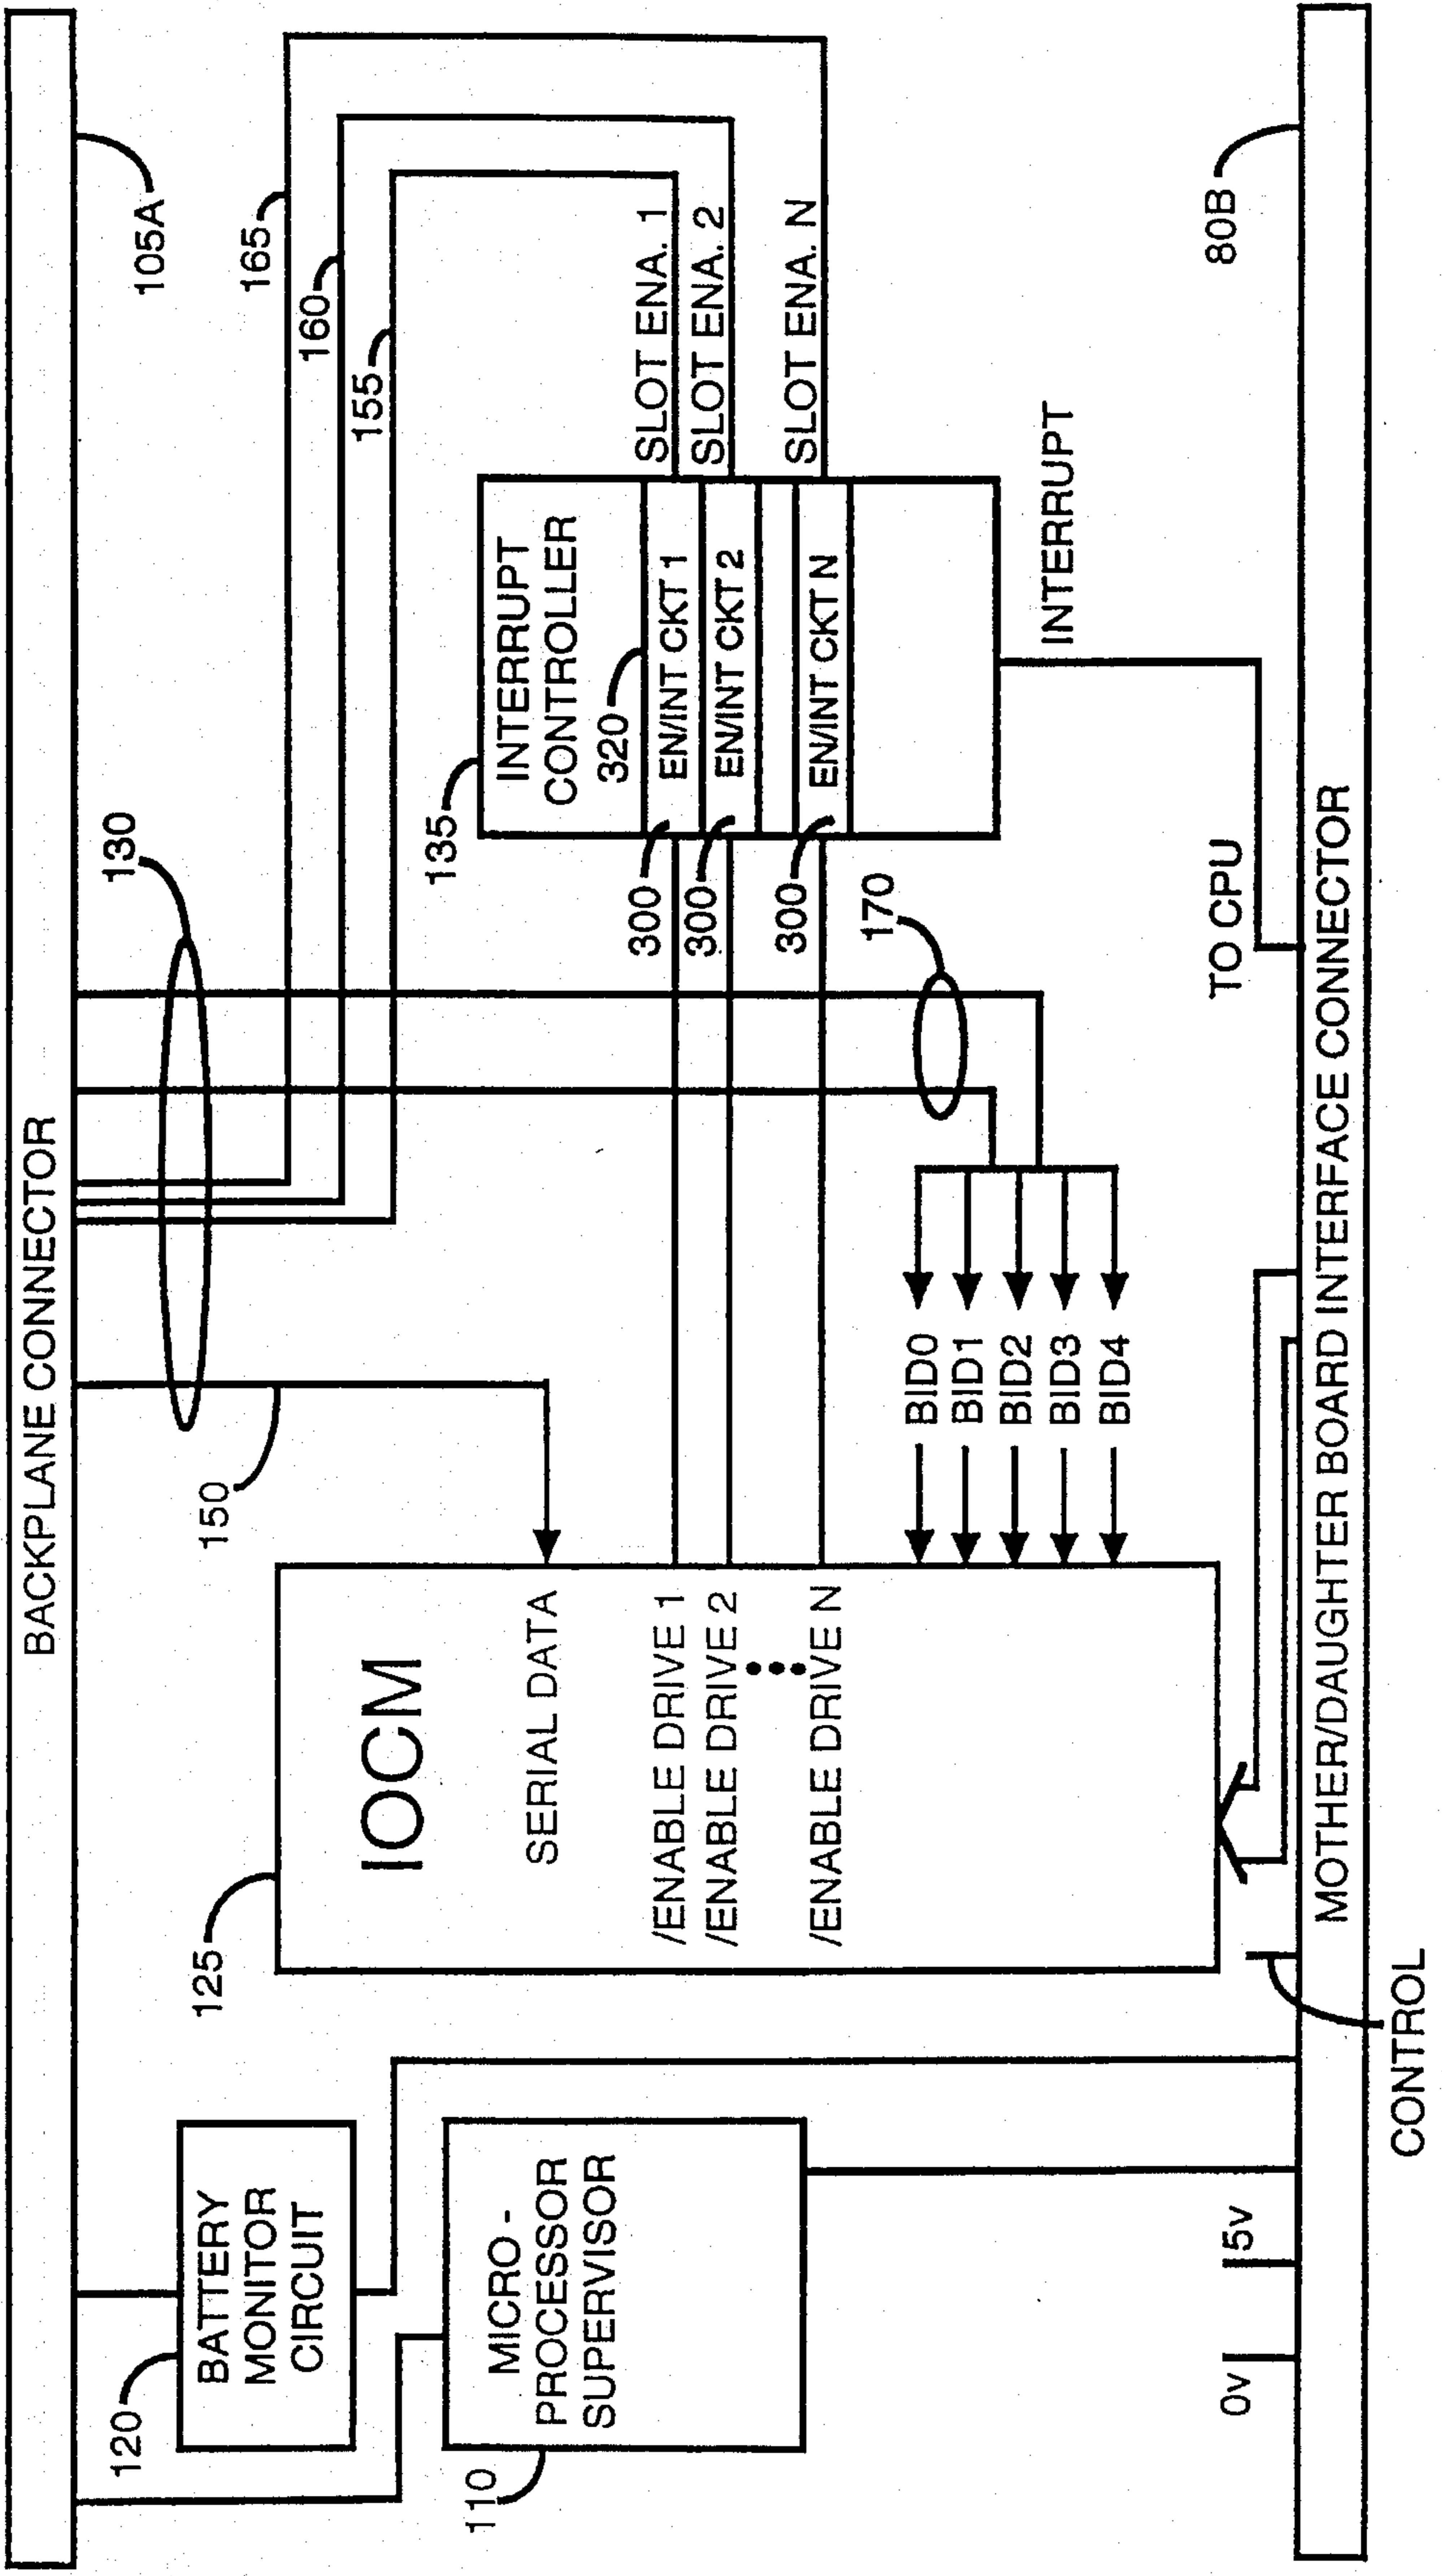 BACKPLANE CONNECTOR
105A
130
165
160
155
150
120
BATTERY
MONITOR
CIRCUIT
110
MICRO -
PROCESSOR
SUPERVISOR
125
IOCM
SERIAL DATA
/ENABLE DRIVE 1
/ENABLE DRIVE 2
/ENABLE DRIVE N
135
INTERRUPT
CONTROLLER
320
300
EN/INT CKT 1
SLOT ENA. 1
300
EN/INT CKT 2
SLOT ENA. 2
300
EN/INT CKT N
SLOT ENA. N
170
BID0
BID1
BID2
BID3
BID4
INTERRUPT
TO CPU
80B
0v
5v
MOTHER/DAUGHTER BOARD INTERFACE CONNECTOR
CONTROL